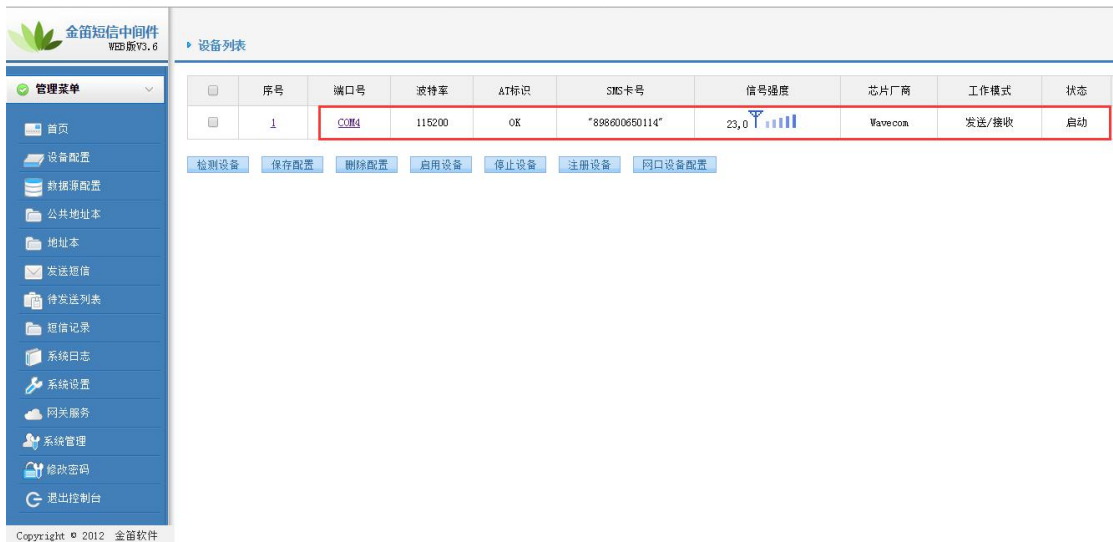 金笛短信中间件
WEB版V3.6
设备列表
管理菜单
首页
设备配置
数据源配置
公共地址本
地址本
发送短信
待发送列表
短信记录
系统日志
系统设置
网关服务
系统管理
修改密码
退出控制台
序号 端口号 波特率 AT标识 SMS卡号 信号强度 芯片厂商 工作模式 状态
1 COM4 115200 OK "898600650114" 23,0 Wavecom 发送/接收 启动
检测设备 保存配置 删除配置 启用设备 停止设备 注册设备 网口设备配置
Copyright © 2012 金笛软件